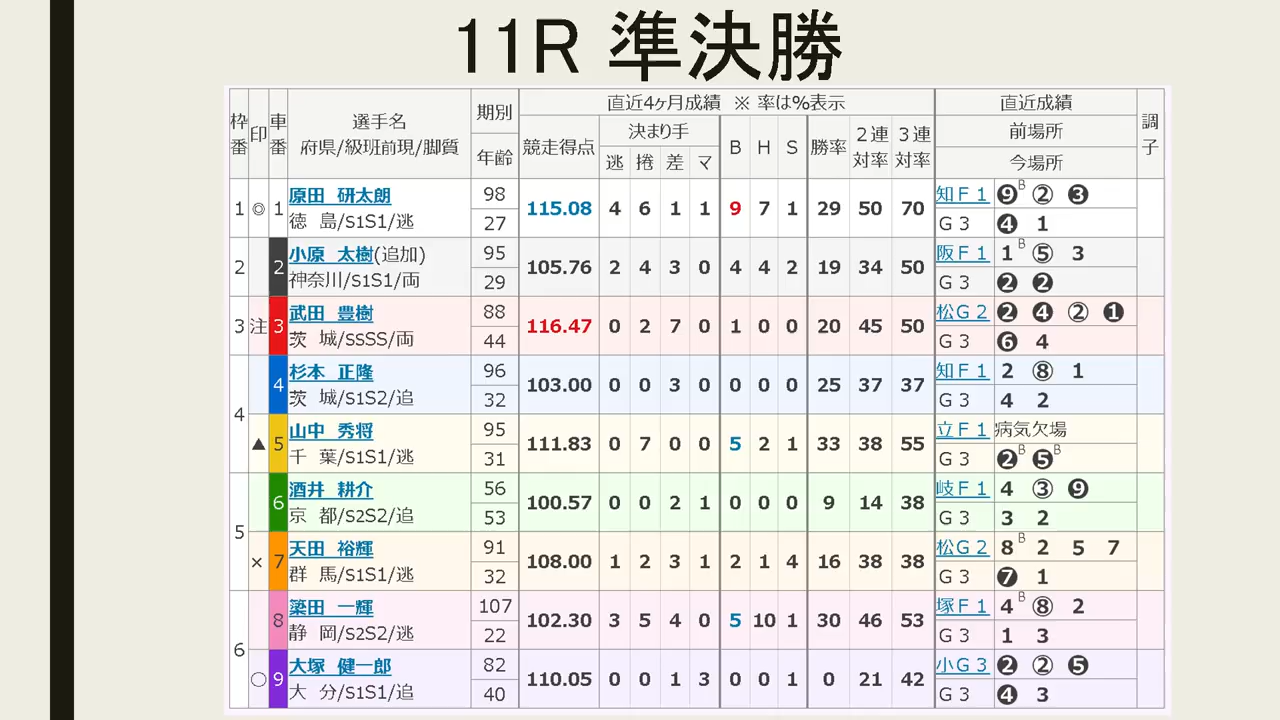 11R 準決勝
枠番 印 車番 選手名 期別 直近4ヶ月成績 ※ 率は%表示 直近成績 調子
府県/級班前現/脚質 年齢 競走得点 決まり手 B H S 勝率 2連対率 3連対率 前場所
逃 捲 差 マ 今場所
1 ◎ 1 原田 研太朗 98 115.08 4 6 1 1 9 7 1 29 50 70 知F1 ❾B ② ❸
徳 島/S1S1/逃 27 G3 ❹ 1
2 2 小原 太樹(追加) 95 105.76 2 4 3 0 4 4 2 19 34 50 阪F1 1B ⑤ 3
神奈川/S1S1/両 29 G3 ❷ ❷
3 注 3 武田 豊樹 88 116.47 0 2 7 0 1 0 0 20 45 50 松G2 ❷ ❹ ② ❶
茨 城/SSSS/両 44 G3 ❻ 4
4 4 杉本 正隆 96 103.00 0 0 3 0 0 0 0 25 37 37 知F1 2 ⑧ 1
茨 城/S1S2/追 32 G3 4 2
▲ 5 山中 秀将 95 111.83 0 7 0 0 5 2 1 33 38 55 立F1 病気欠場
千 葉/S1S1/逃 31 G3 ❷B ❺B
5 6 酒井 耕介 56 100.57 0 0 2 1 0 0 0 9 14 38 岐F1 4 ③ ❾
京 都/S2S2/追 53 G3 3 2
× 7 天田 裕輝 91 108.00 1 2 3 1 2 1 4 16 38 38 松G2 8B 2 5 7
群 馬/S1S1/逃 32 G3 ❼ 1
6 8 簗田 一輝 107 102.30 3 5 4 0 5 10 1 30 46 53 塚F1 4B ⑧ 2
静 岡/S2S2/逃 22 G3 1 3
○ 9 大塚 健一郎 82 110.05 0 0 1 3 0 0 1 0 21 42 小G3 ❷ ② ❺
大 分/S1S1/追 40 G3 ❹ 3